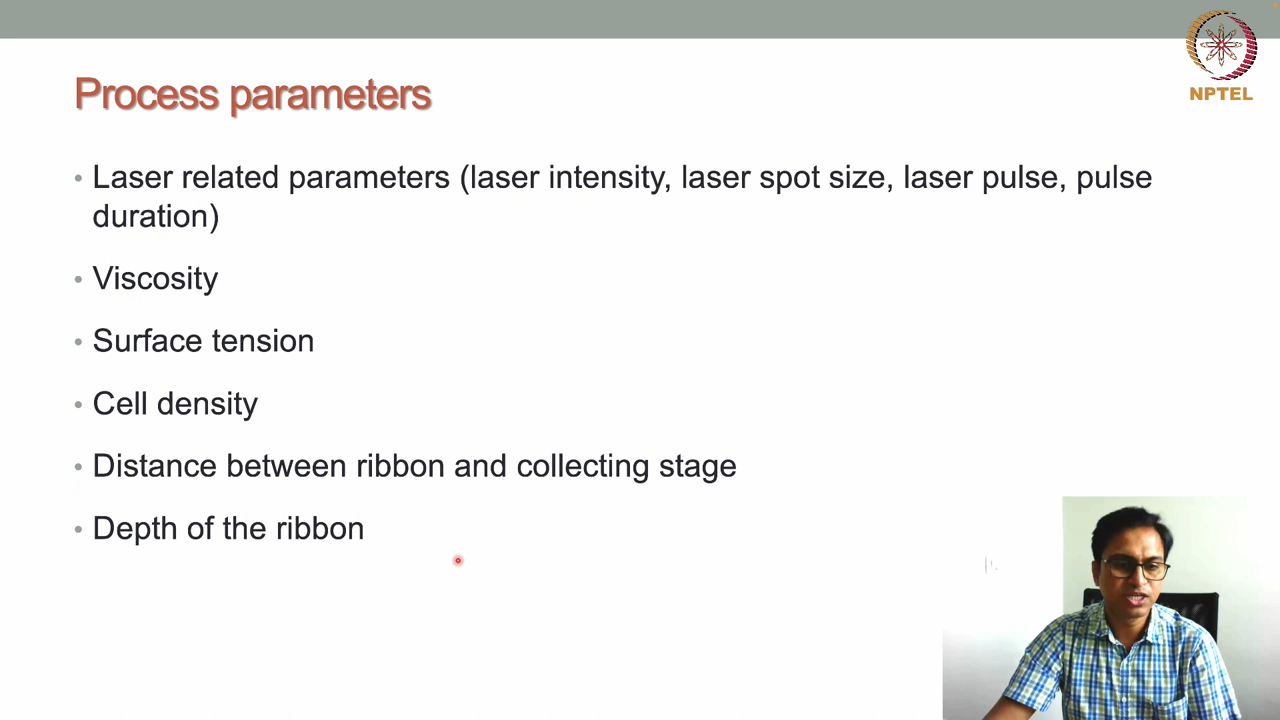 NPTEL
Process parameters
• Laser related parameters (laser intensity, laser spot size, laser pulse, pulse
duration)
• Viscosity
• Surface tension
• Cell density
• Distance between ribbon and collecting stage
• Depth of the ribbon